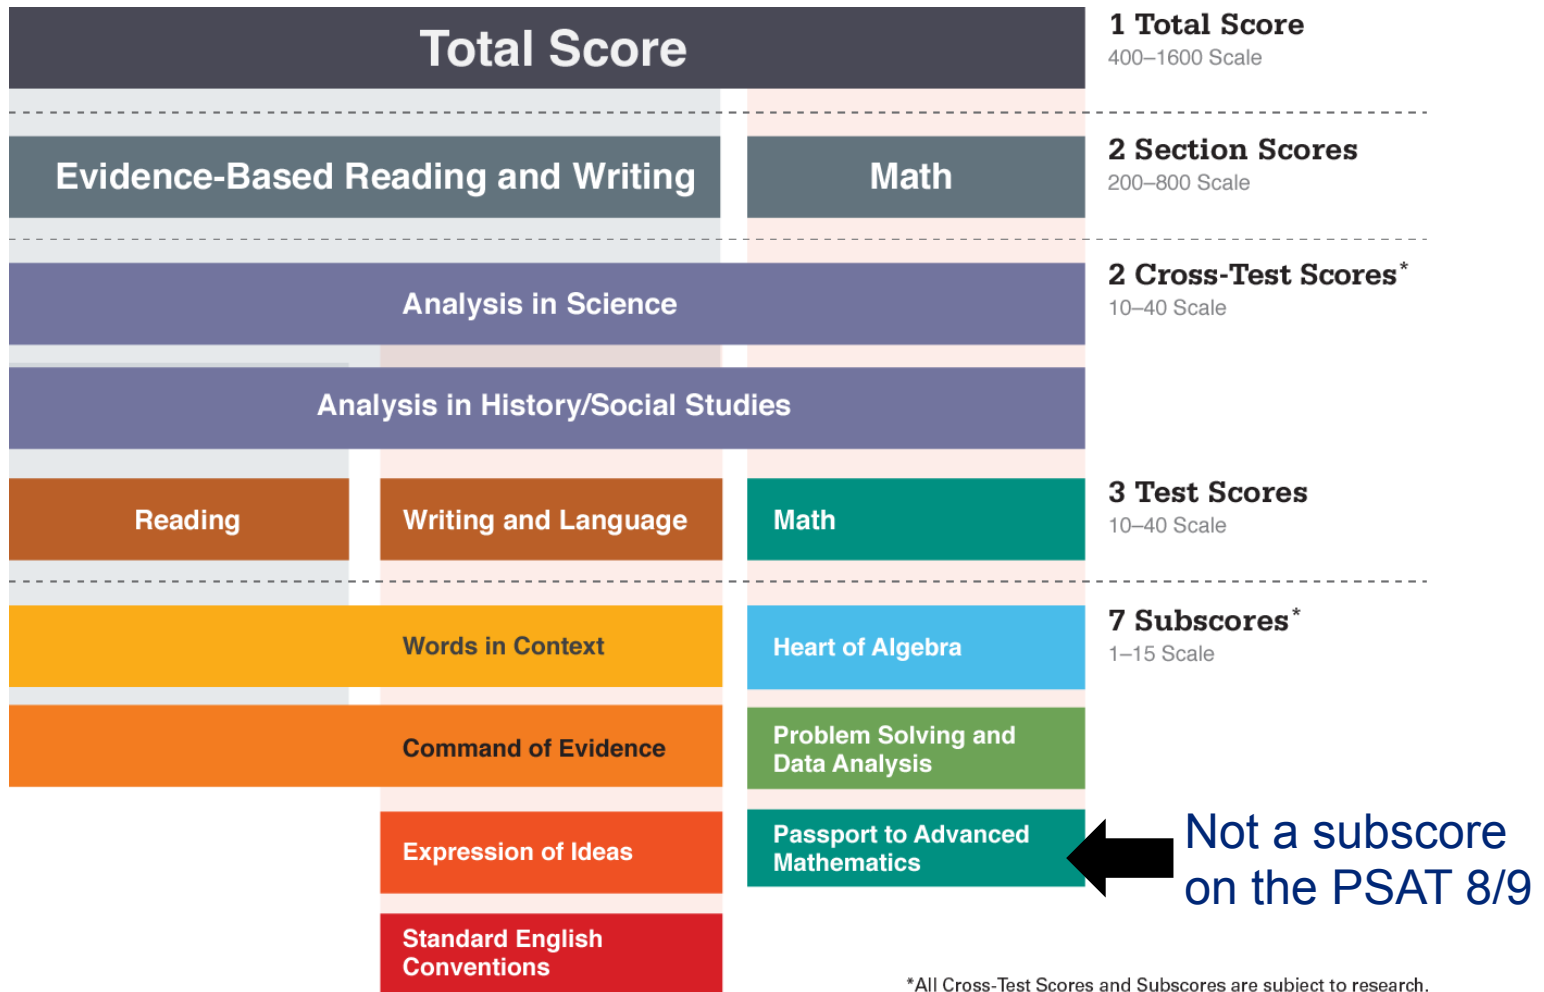 Total Score
1 Total Score
400–1600 Scale
Evidence-Based Reading and Writing
Math
2 Section Scores
200–800 Scale
Analysis in Science
2 Cross-Test Scores*
10–40 Scale
Analysis in History/Social Studies
Reading
Writing and Language
Math
3 Test Scores
10–40 Scale
Words in Context
Heart of Algebra
7 Subscores*
1–15 Scale
Command of Evidence
Problem Solving and
Data Analysis
Expression of Ideas
Passport to Advanced
Mathematics
Not a subscore
on the PSAT 8/9
Standard English
Conventions
*All Cross-Test Scores and Subscores are subject to research.